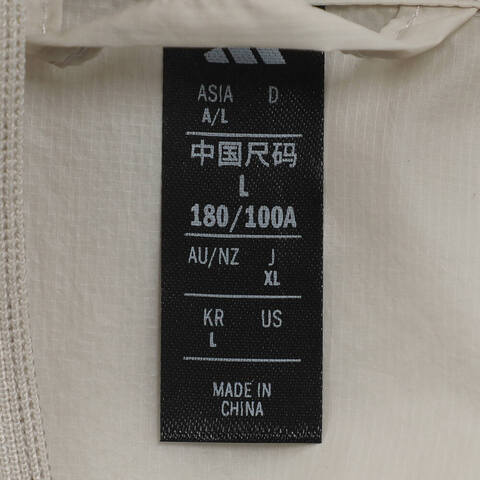 ASIA D
A/L
中国尺码
L
180/100A
AU/NZ J
XL
KR US
L
MADE IN
CHINA